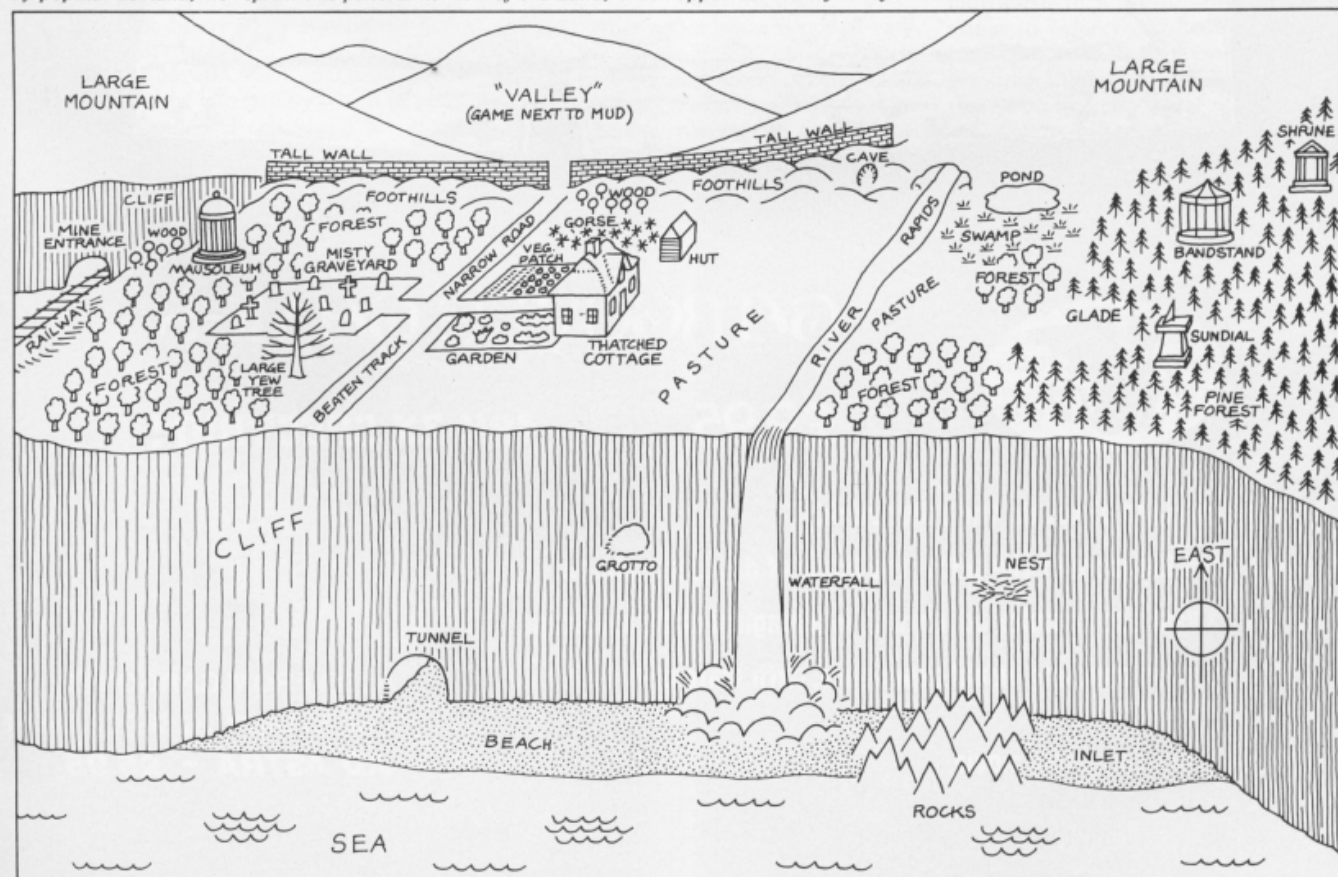 LARGE
MOUNTAIN
"VALLEY"
(GAME NEXT TO MUD)
LARGE
MOUNTAIN
TALL WALL
TALL WALL
SHRINE
CAVE
CLIFF
FOOTHILLS
WOOD
FOOTHILLS
POND
MINE
ENTRANCE
WOOD
FOREST
GORSE
RAPIDS
SWAMP
BANDSTAND
MAUSOLEUM
MISTY
GRAVEYARD
NARROW ROAD
VEG.
PATCH
HUT
FOREST
RAILWAY
PASTURE
GLADE
SUNDIAL
RIVER
PASTURE
GARDEN
THATCHED
COTTAGE
FOREST
LARGE
YEW
TREE
BEATEN TRACK
FOREST
PINE
FOREST
CLIFF
GROTTO
WATERFALL
NEST
EAST
TUNNEL
BEACH
INLET
ROCKS
SEA